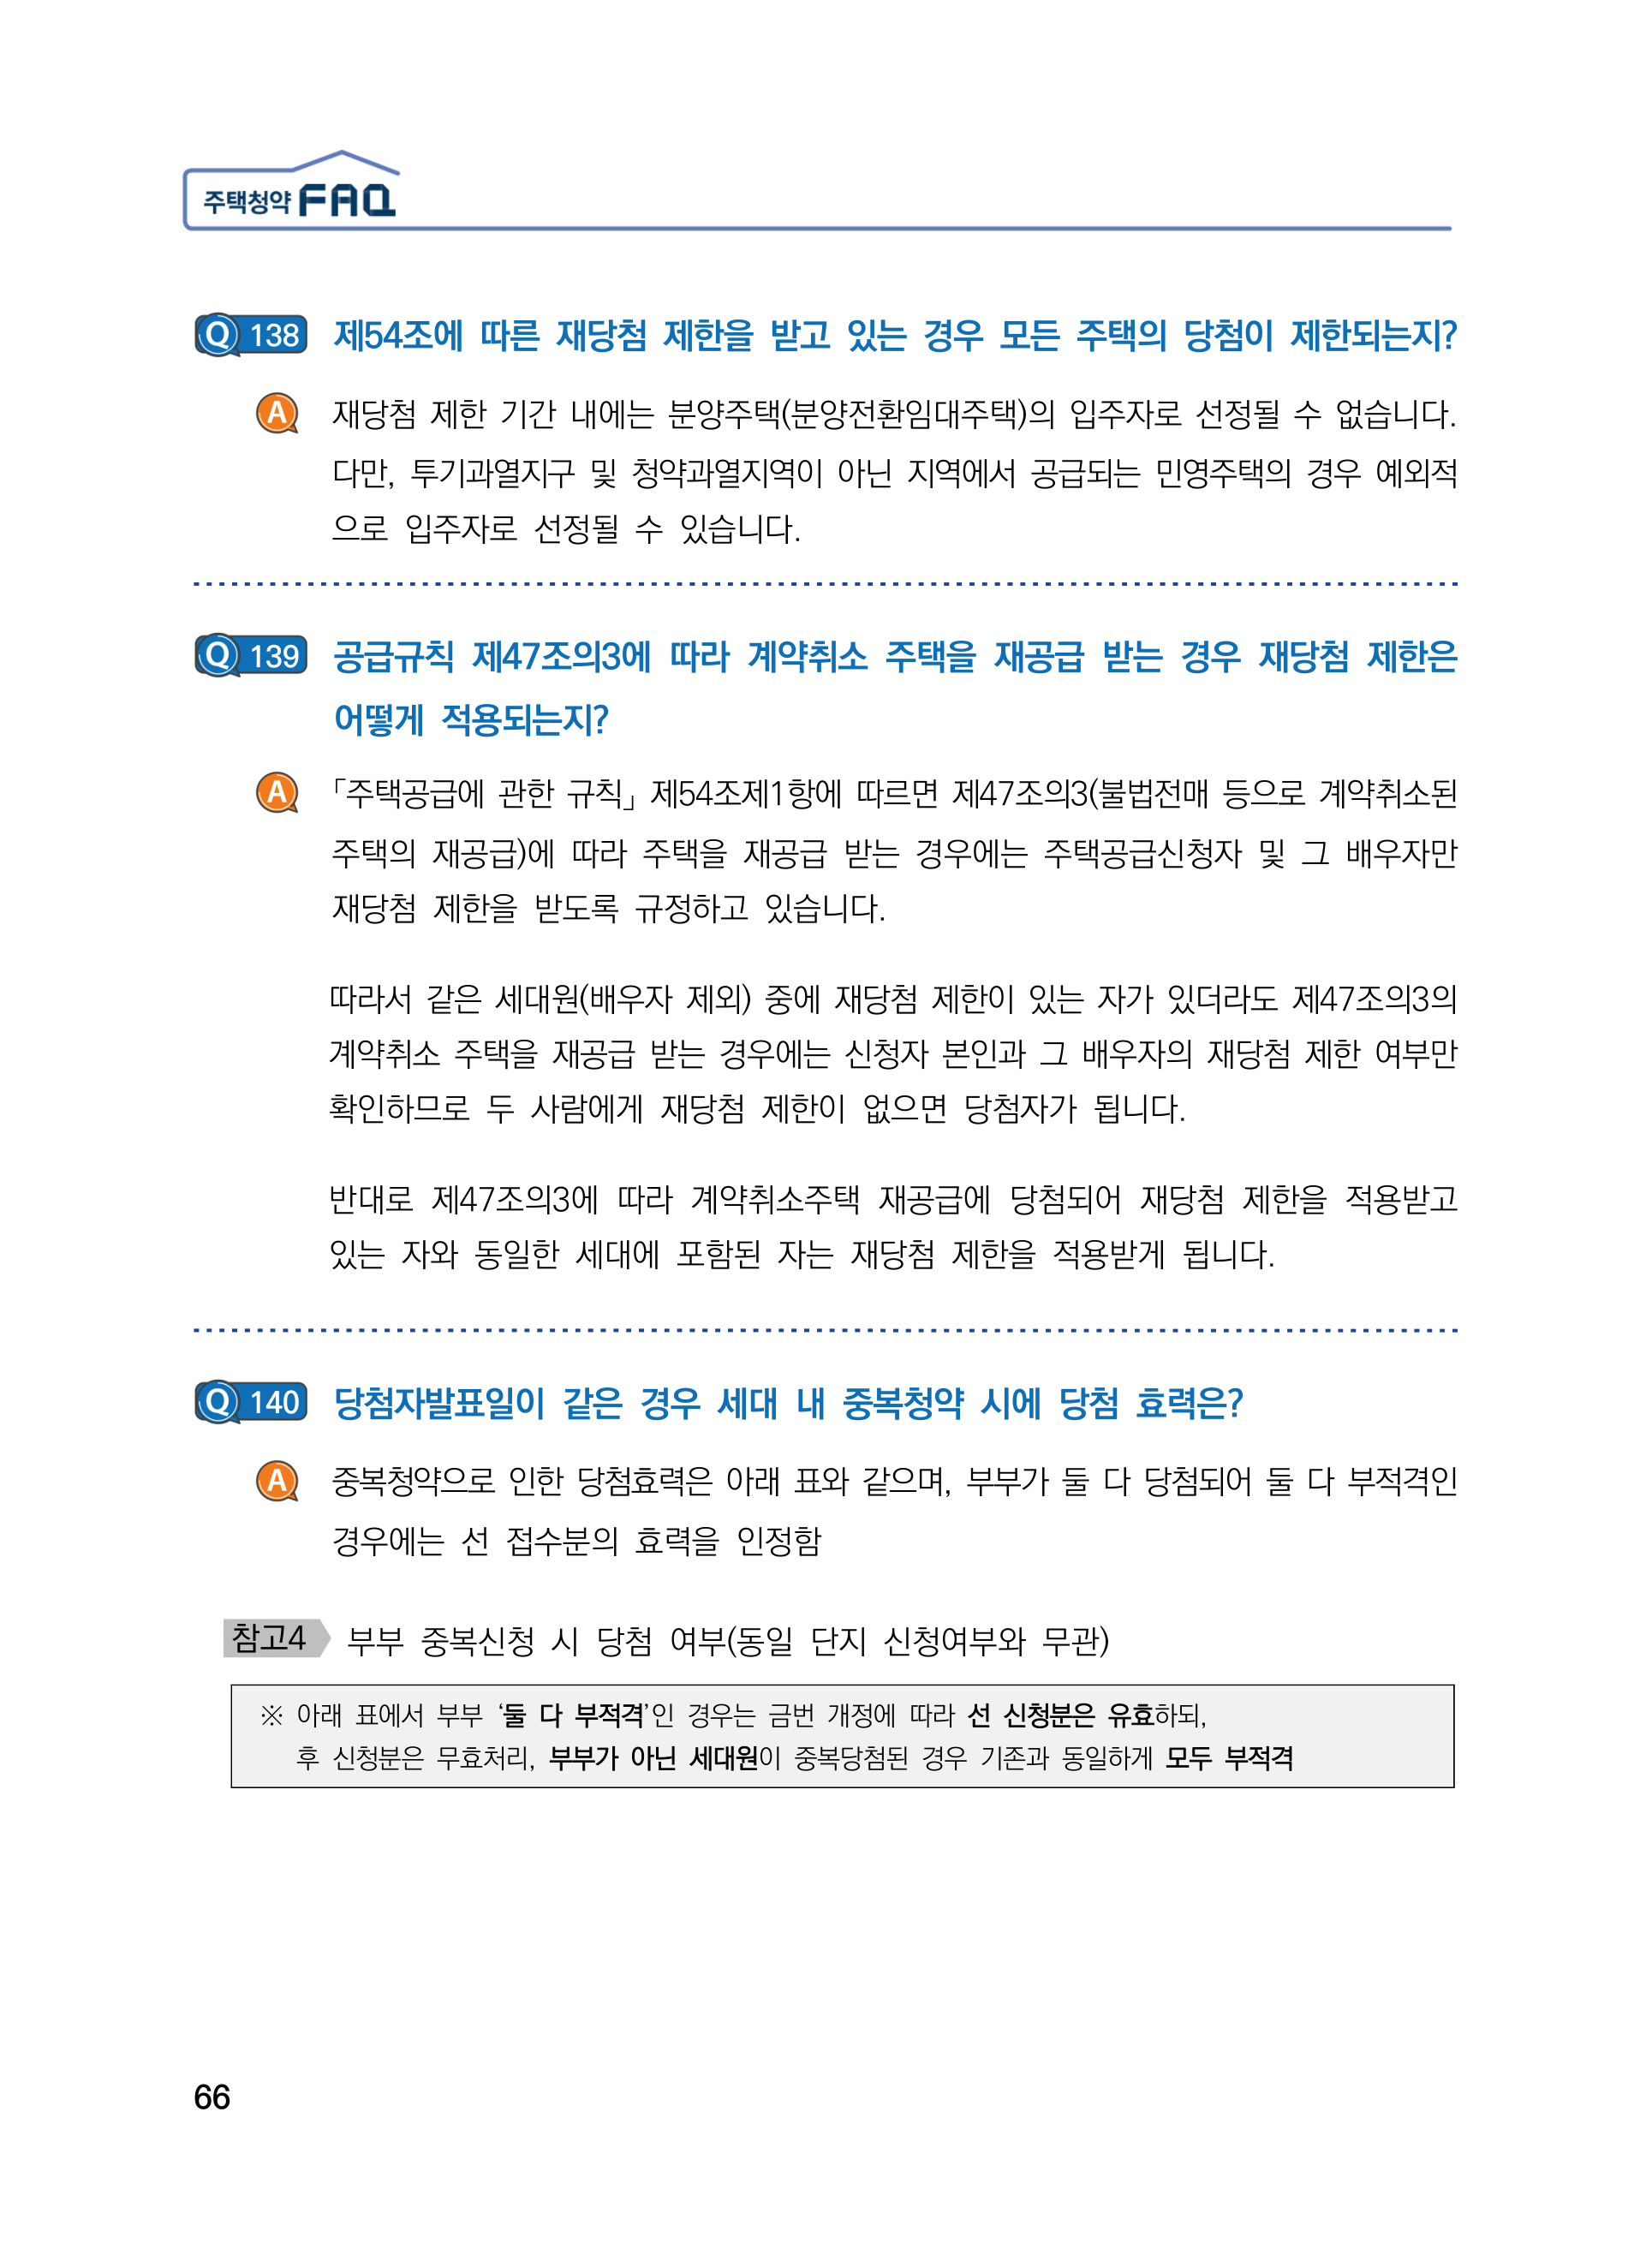 주택청약 FAQ
Q 138 제54조에 따른 재당첨 제한을 받고 있는 경우 모든 주택의 당첨이 제한되는지?
A 재당첨 제한 기간 내에는 분양주택(분양전환임대주택)의 입주자로 선정될 수 없습니다.
다만, 투기과열지구 및 청약과열지역이 아닌 지역에서 공급되는 민영주택의 경우 예외적
으로 입주자로 선정될 수 있습니다.
Q 139 공급규칙 제47조의3에 따라 계약취소 주택을 재공급 받는 경우 재당첨 제한은
어떻게 적용되는지?
A 「주택공급에 관한 규칙」 제54조제1항에 따르면 제47조의3(불법전매 등으로 계약취소된
주택의 재공급)에 따라 주택을 재공급 받는 경우에는 주택공급신청자 및 그 배우자만
재당첨 제한을 받도록 규정하고 있습니다.
따라서 같은 세대원(배우자 제외) 중에 재당첨 제한이 있는 자가 있더라도 제47조의3의
계약취소 주택을 재공급 받는 경우에는 신청자 본인과 그 배우자의 재당첨 제한 여부만
확인하므로 두 사람에게 재당첨 제한이 없으면 당첨자가 됩니다.
반대로 제47조의3에 따라 계약취소주택 재공급에 당첨되어 재당첨 제한을 적용받고
있는 자와 동일한 세대에 포함된 자는 재당첨 제한을 적용받게 됩니다.
Q 140 당첨자발표일이 같은 경우 세대 내 중복청약 시에 당첨 효력은?
A 중복청약으로 인한 당첨효력은 아래 표와 같으며, 부부가 둘 다 당첨되어 둘 다 부적격인
경우에는 선 접수분의 효력을 인정함
참고4 부부 중복신청 시 당첨 여부(동일 단지 신청여부와 무관)
※ 아래 표에서 부부 ‘둘 다 부적격’인 경우는 금번 개정에 따라 선 신청분은 유효하되,
후 신청분은 무효처리, 부부가 아닌 세대원이 중복당첨된 경우 기존과 동일하게 모두 부적격
66